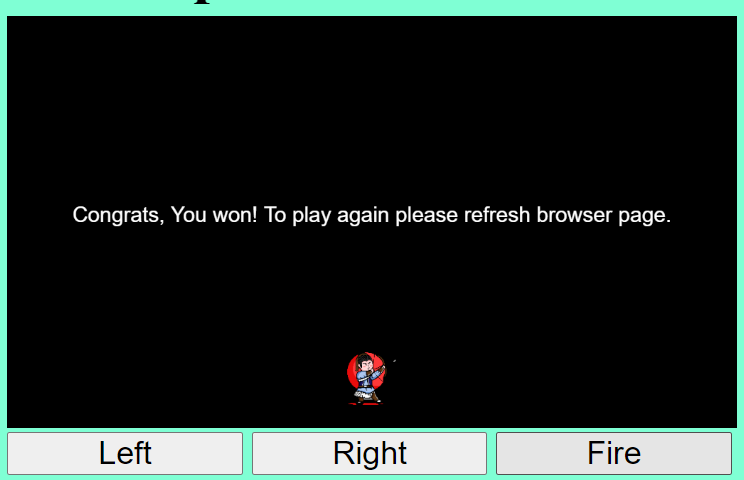 Congrats, You won! To play again please refresh browser page.
Left Right Fire